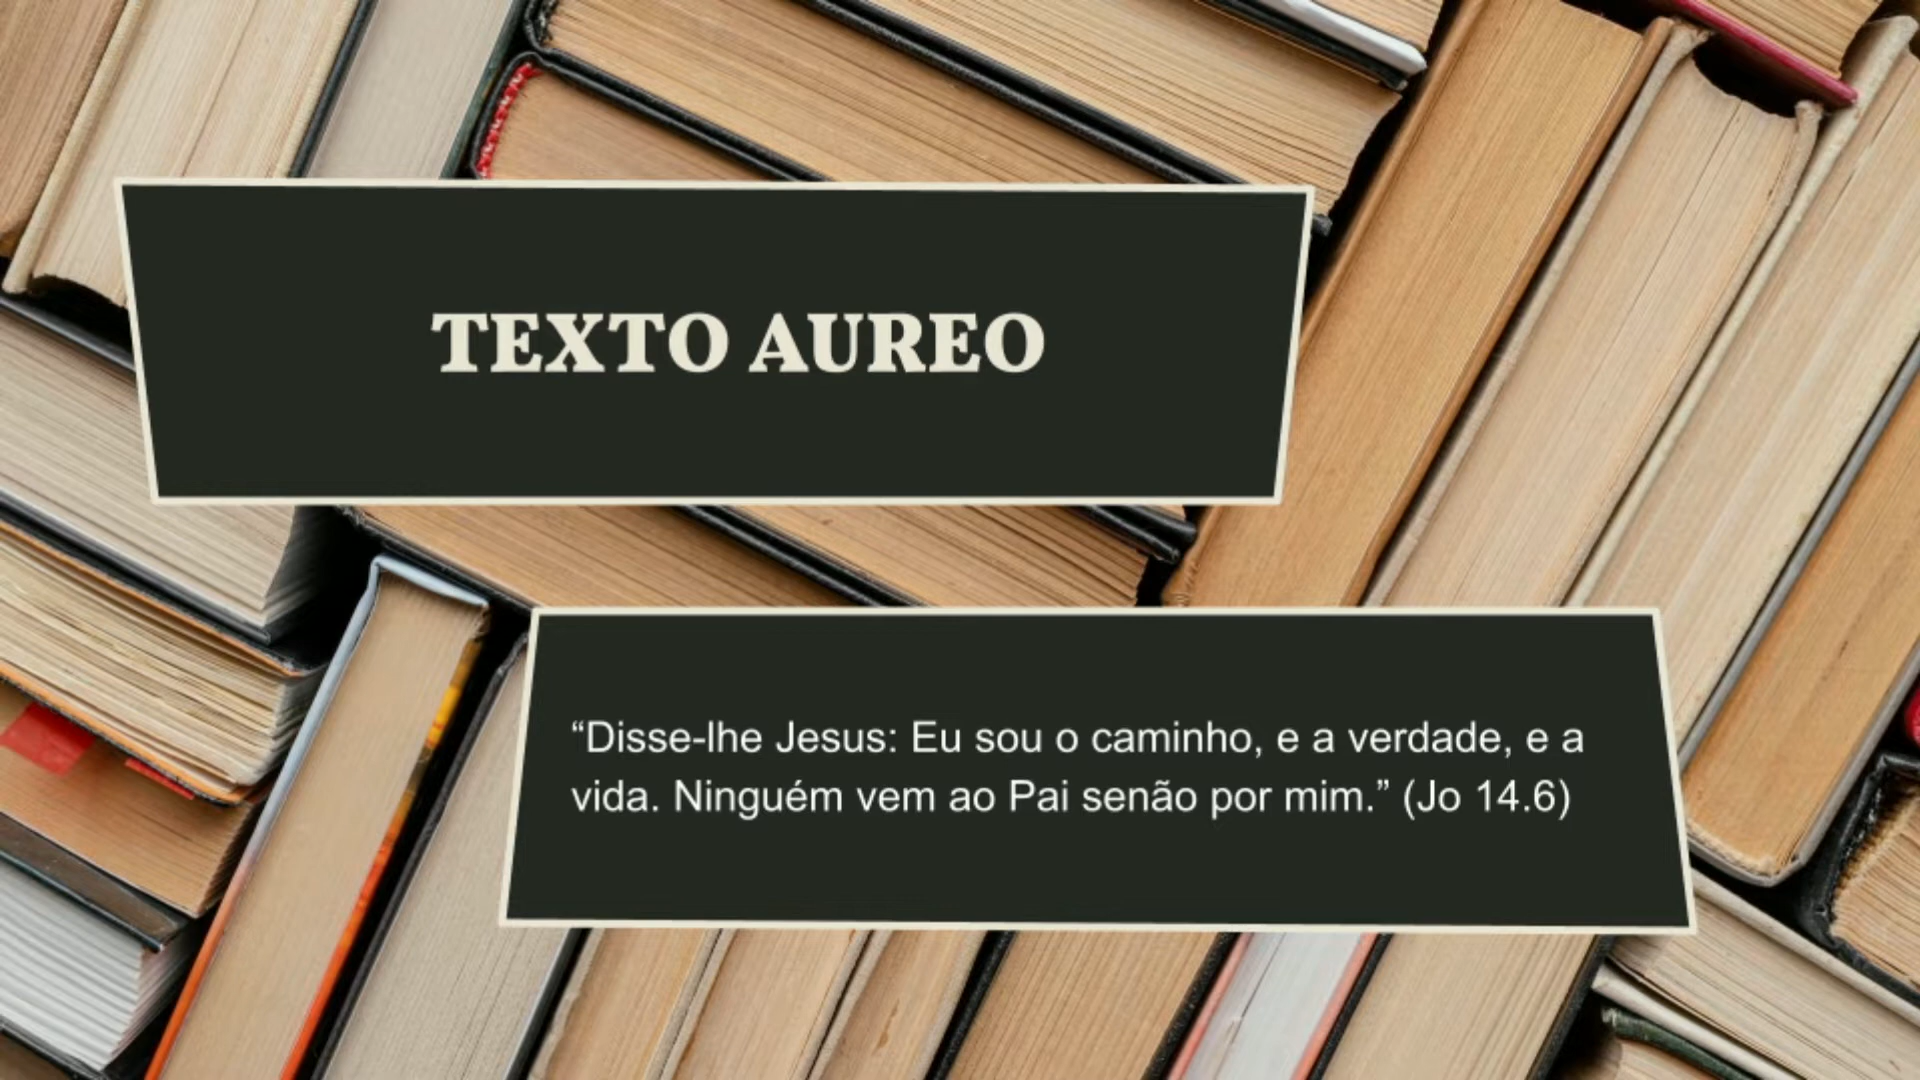 TEXTO AUREO
“Disse-lhe Jesus: Eu sou o caminho, e a verdade, e a
vida. Ninguém vem ao Pai senão por mim.” (Jo 14.6)